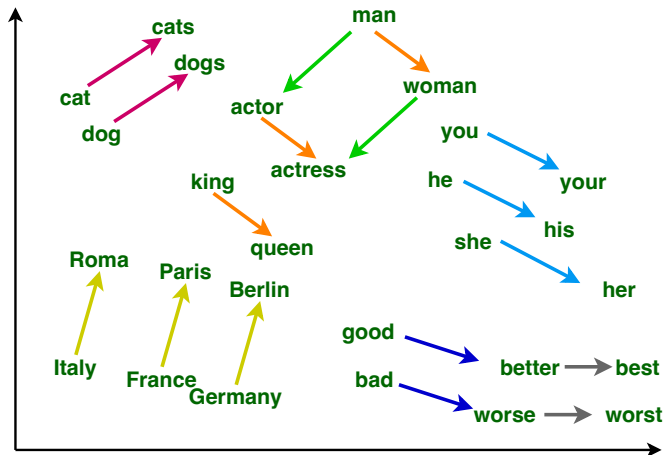 man
cats
dogs
woman
cat
actor
dog
you
actress
king
he
your
his
queen
she
Roma
Paris
Berlin
her
good
Italy
better
best
France
bad
Germany
worse
worst